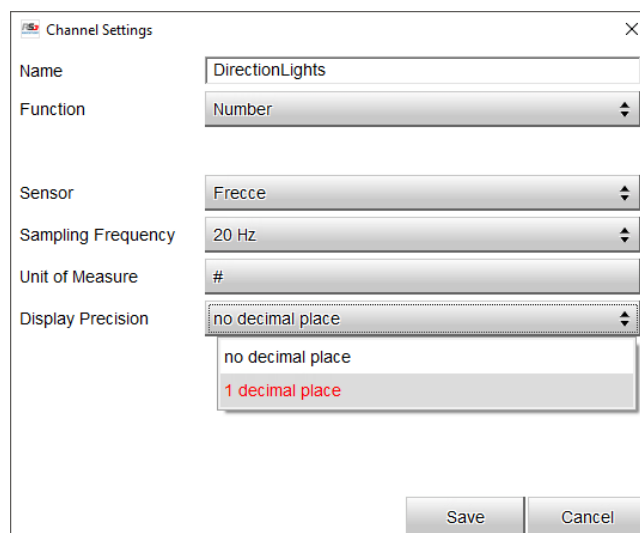 Channel Settings
Name DirectionLights
Function Number
Sensor Frecce
Sampling Frequency 20 Hz
Unit of Measure #
Display Precision no decimal place
no decimal place
1 decimal place
Save Cancel